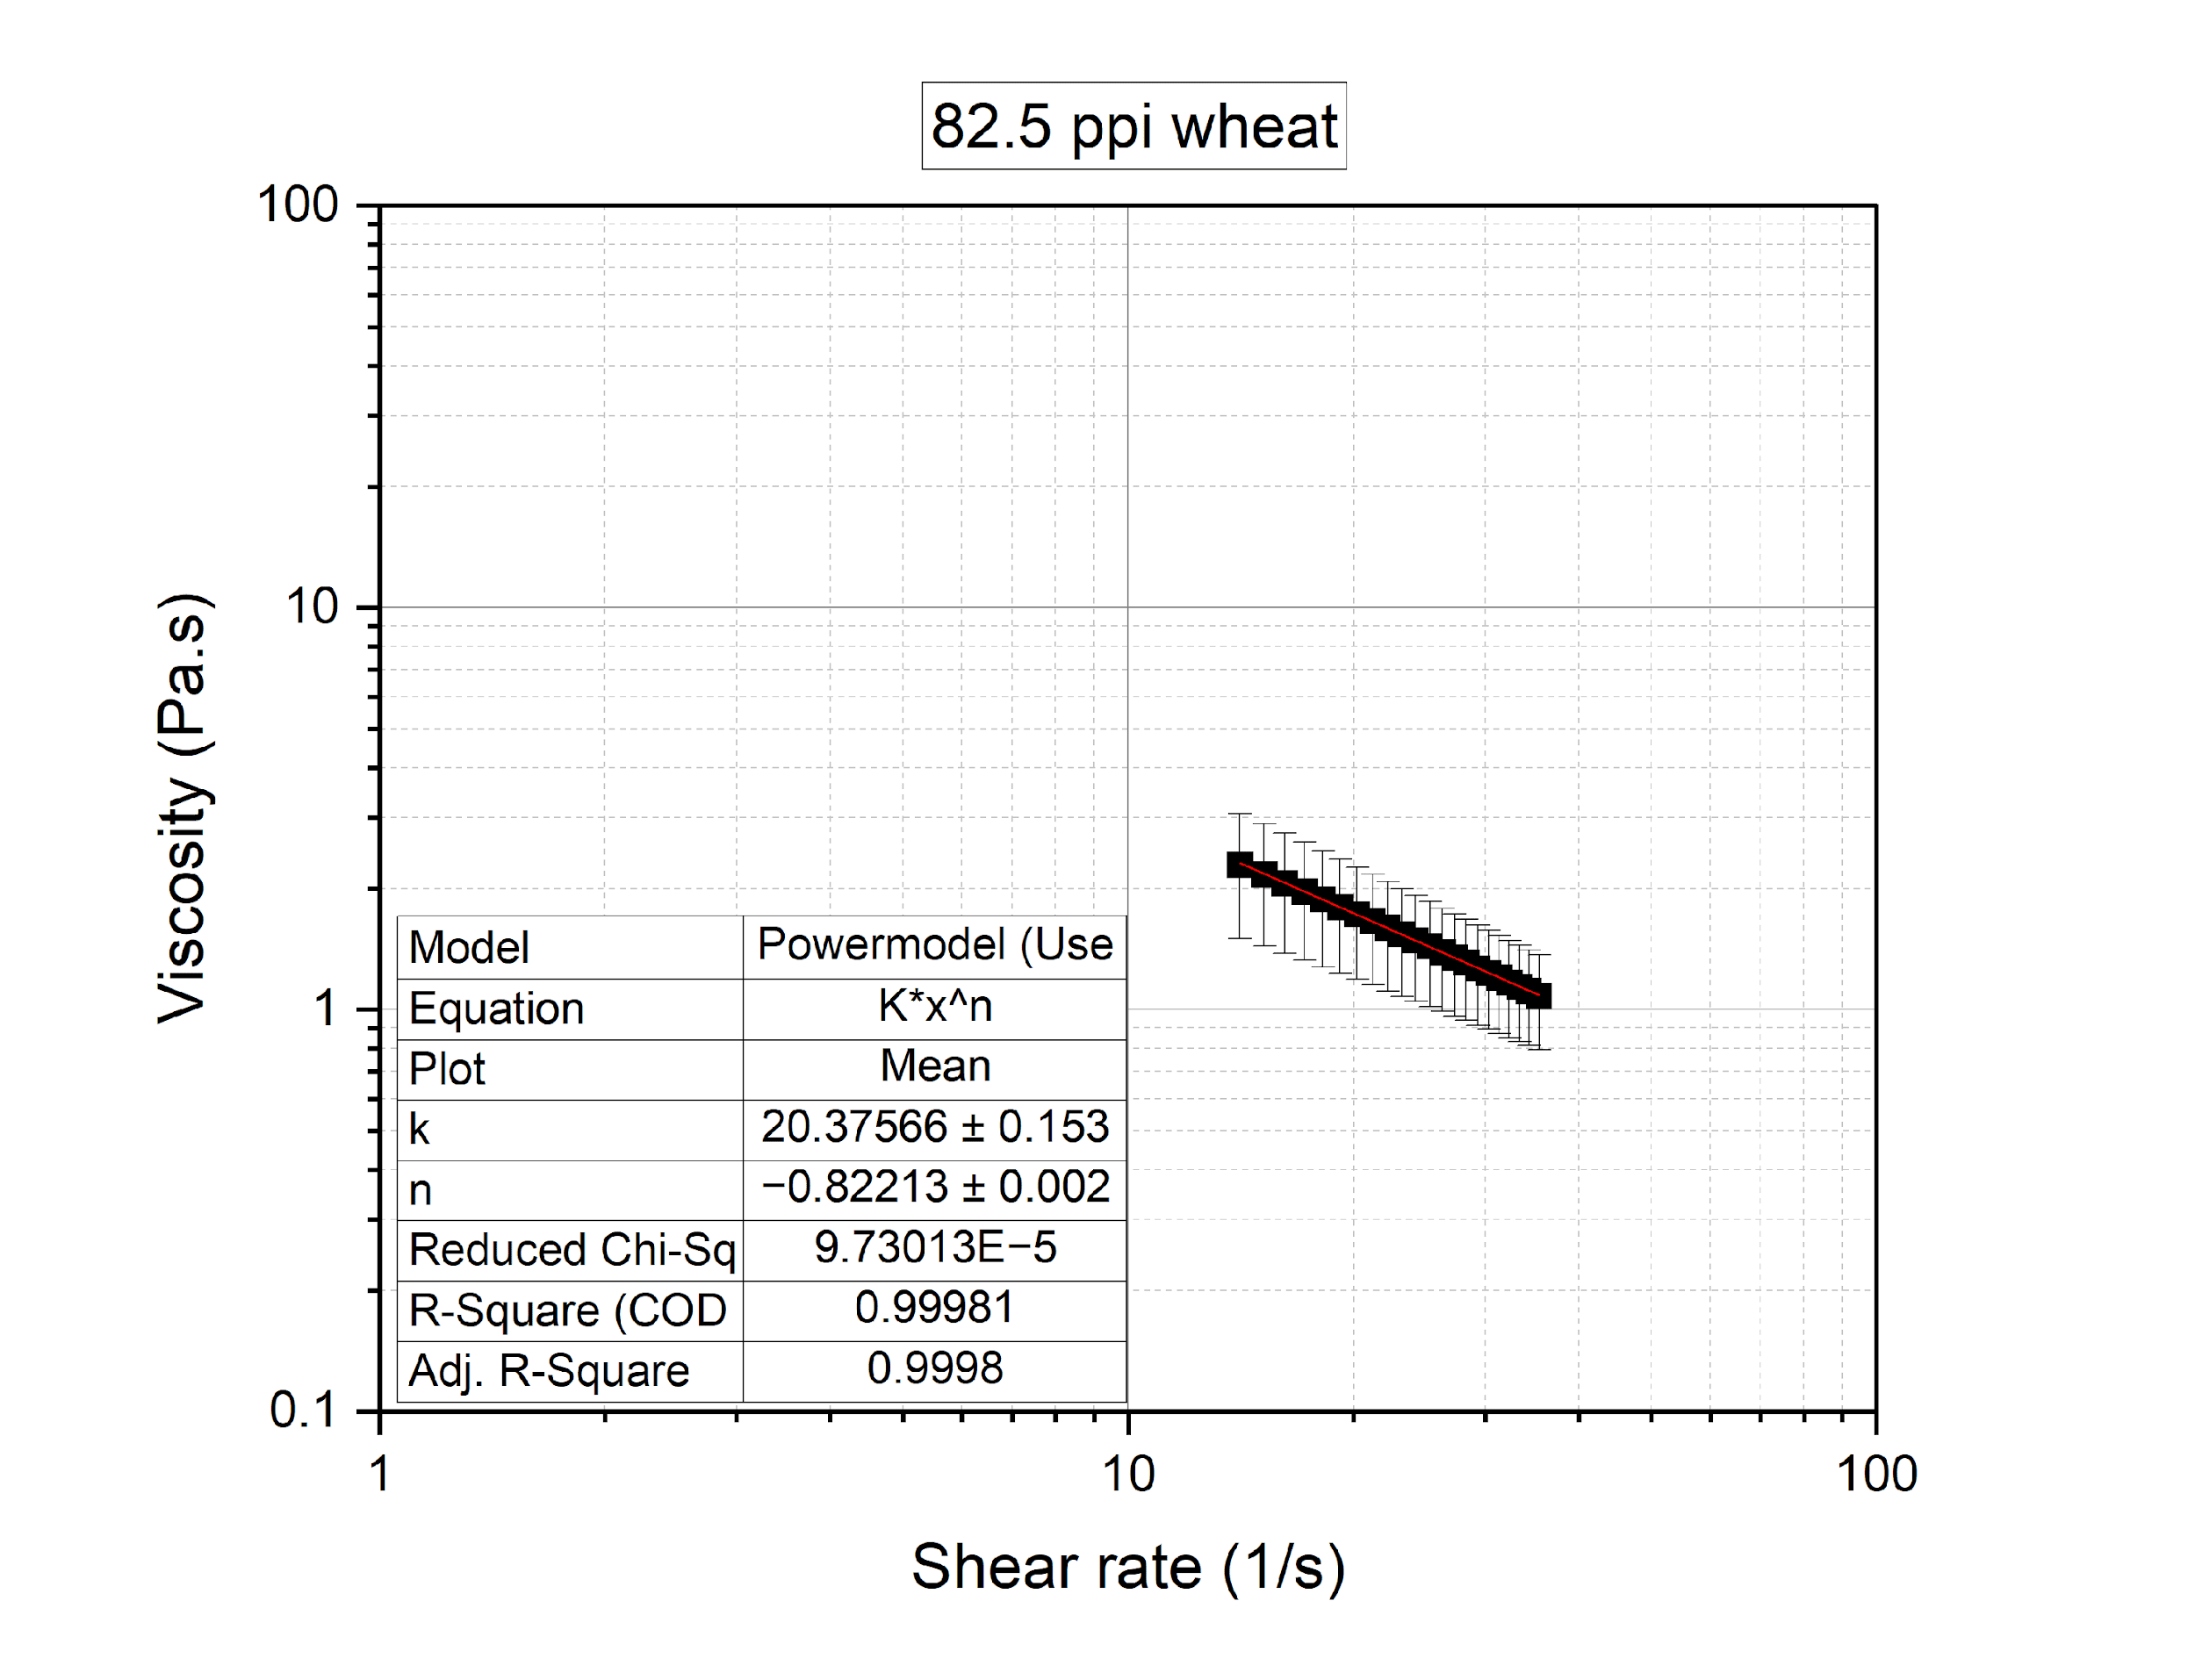 82.5 ppi wheat
100
10
1
0.1
Viscosity (Pa.s)
Model Powermodel (Use
Equation K*x^n
Plot Mean
k 20.37566 ± 0.153
n −0.82213 ± 0.002
Reduced Chi-Sq 9.73013E−5
R-Square (COD 0.99981
Adj. R-Square 0.9998
1 10 100
Shear rate (1/s)